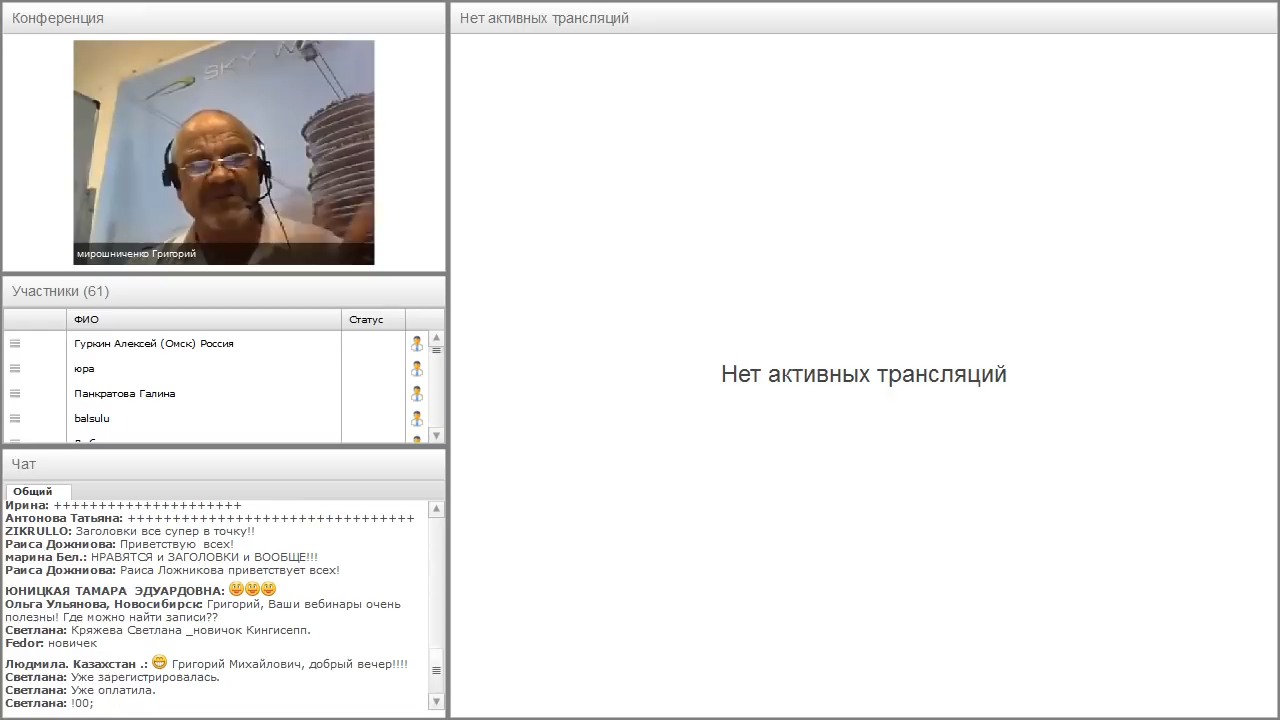 Конференция
Нет активных трансляций
SKY
мирошниченко Григорий
Участники (61)
ФИО
Статус
Гуркин Алексей (Омск) Россия
юра
Панкратова Галина
balsulu
Чат
Общий
Ирина: +++++++++++++++++++++
Антонова Татьяна: ++++++++++++++++++++++++++++++++
ZIKRULLO: Заголовки все супер в точку!!
Раиса Дожниова: Приветствую всех!
марина Бел.: НРАВЯТСЯ и ЗАГОЛОВКИ и ВООБЩЕ!!!
Раиса Дожниова: Раиса Ложникова приветствует всех!
ЮНИЦКАЯ ТАМАРА ЭДУАРДОВНА:
Ольга Ульянова, Новосибирск: Григорий, Ваши вебинары очень
полезны! Где можно найти записи??
Светлана: Кряжева Светлана _новичок Кингисепп.
Fedor: новичек
Людмила. Казахстан .: Григорий Михайлович, добрый вечер!!!!
Светлана: Уже зарегистрировалась.
Светлана: Уже оплатила.
Светлана: !00;
Нет активных трансляций